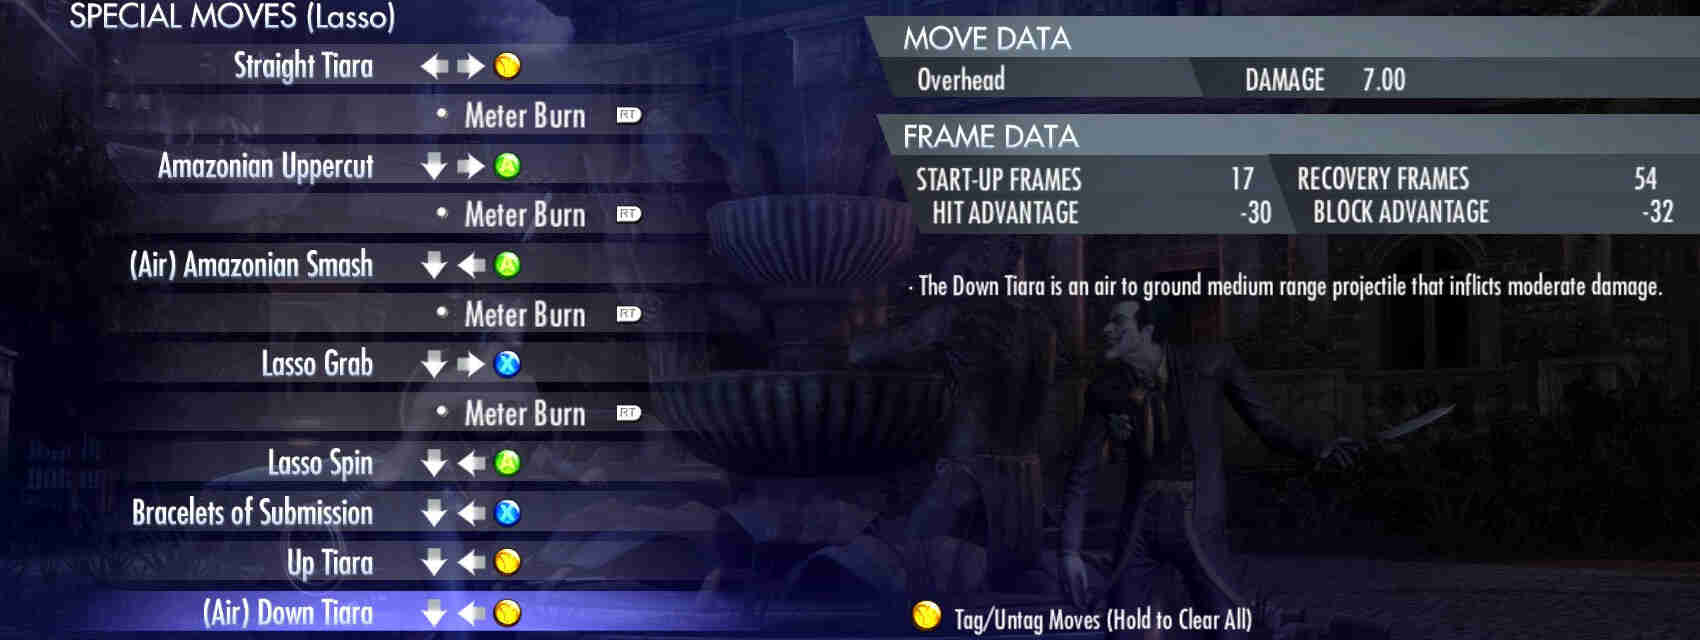 SPECIAL MOVES (Lasso)
Straight Tiara Y
• Meter Burn RT
Amazonian Uppercut A
• Meter Burn RT
(Air) Amazonian Smash A
• Meter Burn RT
Lasso Grab X
• Meter Burn RT
Lasso Spin A
Bracelets of Submission X
Up Tiara Y
(Air) Down Tiara Y
MOVE DATA
Overhead DAMAGE 7.00
FRAME DATA
START-UP FRAMES 17 RECOVERY FRAMES 54
HIT ADVANTAGE -30 BLOCK ADVANTAGE -32
· The Down Tiara is an air to ground medium range projectile that inflicts moderate damage.
Y Tag/Untag Moves (Hold to Clear All)